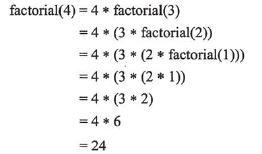 factorial(4) = 4 * factorial(3)
= 4 * (3 * factorial(2))
= 4 * (3 * (2 * factorial(1)))
= 4 * (3 * (2 * 1))
= 4 * (3 * 2)
= 4 * 6
= 24